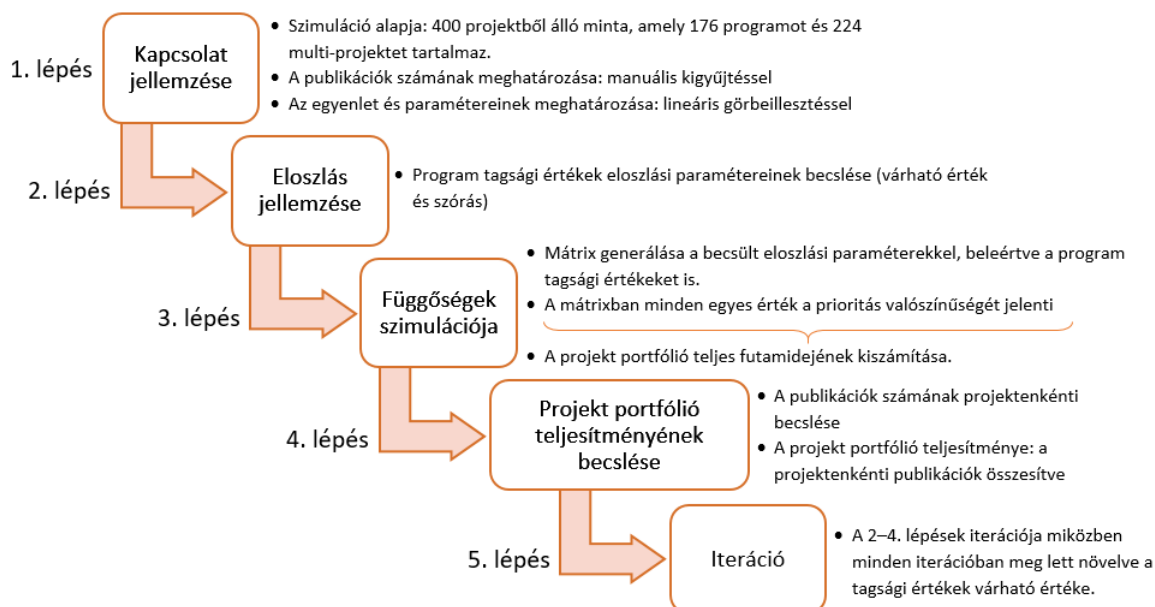 1. lépés
Kapcsolat
jellemzése
• Szimuláció alapja: 400 projektből álló minta, amely 176 programot és 224
multi-projektet tartalmaz.
• A publikációk számának meghatározása: manuális kigyűjtéssel
• Az egyenlet és paramétereinek meghatározása: lineáris görbeillesztéssel
2. lépés
Eloszlás
jellemzése
• Program tagsági értékek eloszlási paramétereinek becslése (várható érték
és szórás)
3. lépés
Függőségek
szimulációja
• Mátrix generálása a becsült eloszlási paraméterekkel, beleértve a program
tagsági értékeket is.
• A mátrixban minden egyes érték a prioritás valószínűségét jelenti
• A projekt portfólió teljes futamidejének kiszámítása.
4. lépés
Projekt portfólió
teljesítményének
becslése
• A publikációk számának projektenkénti
becslése
• A projekt portfólió teljesítménye: a
projektenkénti publikációk összesítve
5. lépés
Iteráció
• A 2–4. lépések iterációja miközben
minden iterációban meg lett növelve a
tagsági értékek várható értéke.